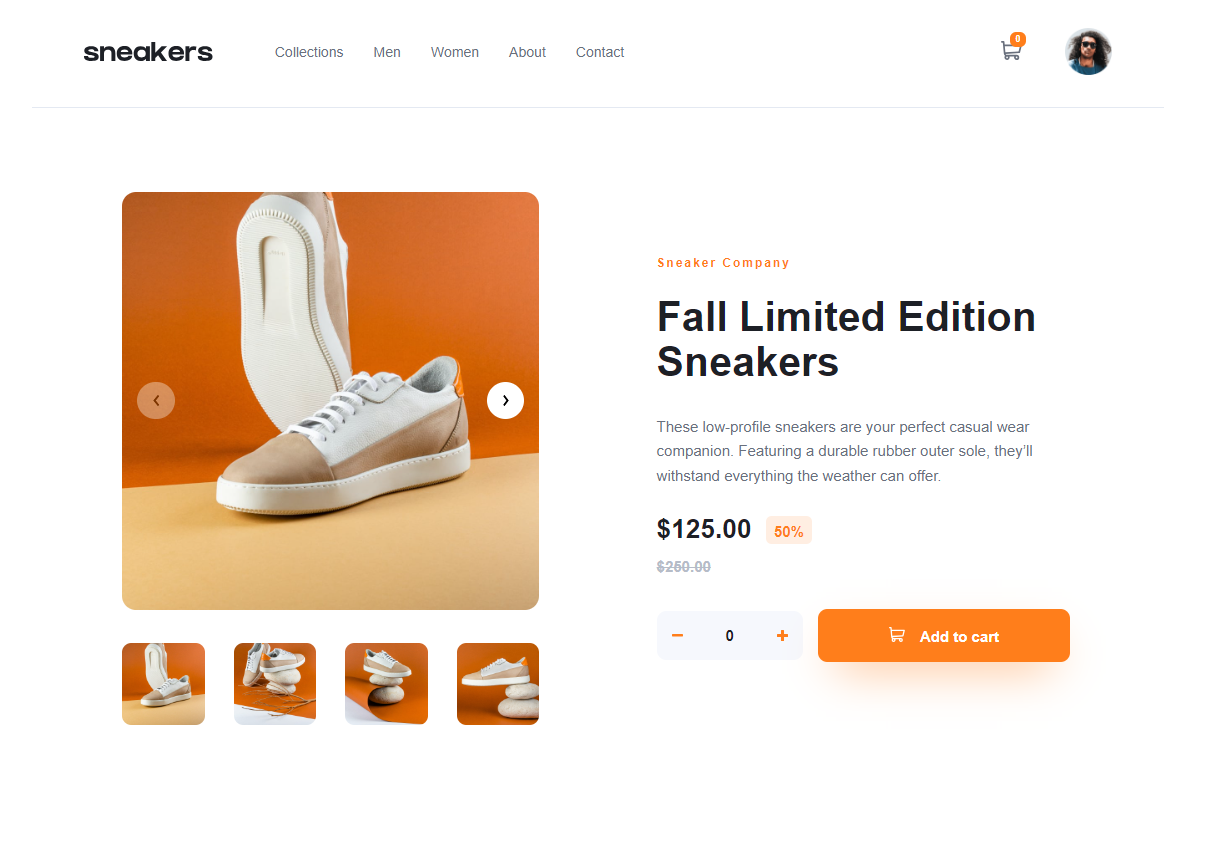 sneakers
Collections Men Women About Contact
0
Sneaker Company
Fall Limited Edition
Sneakers
These low-profile sneakers are your perfect casual wear
companion. Featuring a durable rubber outer sole, they’ll
withstand everything the weather can offer.
$125.00 50%
$250.00
0
Add to cart